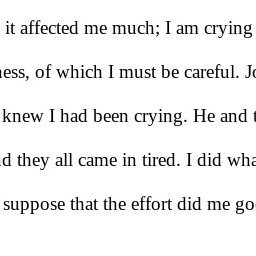 it affected me much; I am crying
ness, of which I must be careful. Jo
knew I had been crying. He and t
d they all came in tired. I did wha
suppose that the effort did me go